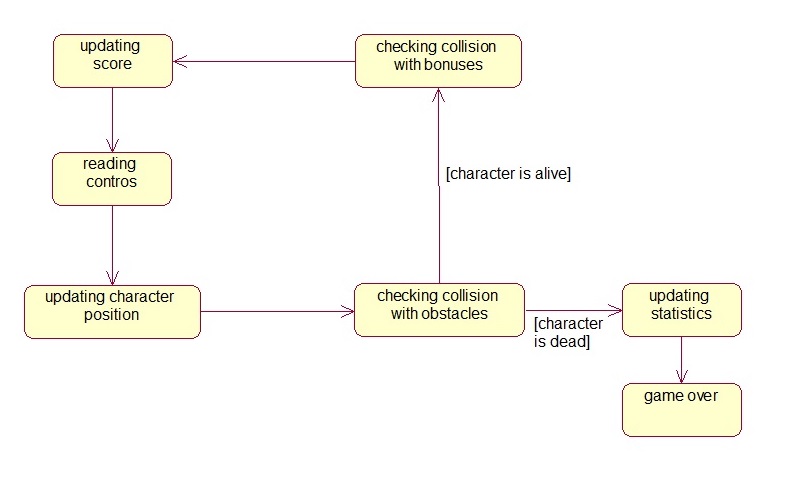 updating
score
checking collision
with bonuses
reading
contros
[character is alive]
updating character
position
checking collision
with obstacles
[character
is dead]
updating
statistics
game over